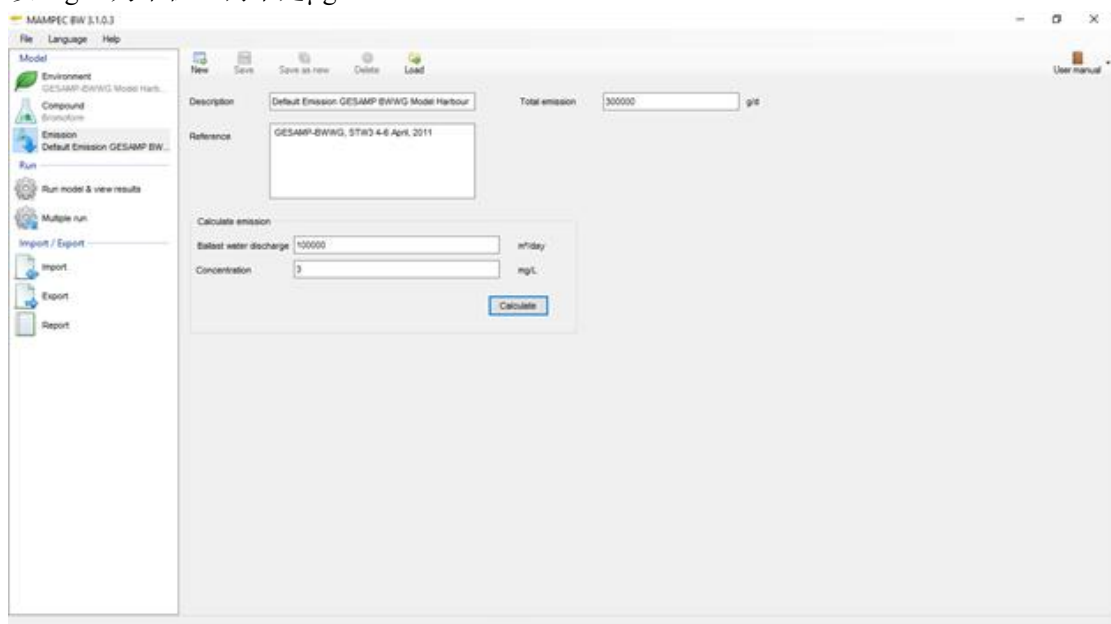 MAMPEC BW 3.1.0.3
File Language Help
Model
Environment
GESAMP-BWWG Model Harb...
Compound
Bromoform
Emission
Default Emission GESAMP BW...
Run
Run model & view results
Multiple run
Import / Export
Import
Export
Report
New Save Save as new Delete Load
User manual
Description Default Emission GESAMP BWWG Model Harbour Total emission 300000 g/d
Reference GESAMP-BWWG, STW3 4-6 April, 2011
Calculate emission
Ballast water discharge 100000 m³/day
Concentration 3 mg/L
Calculate